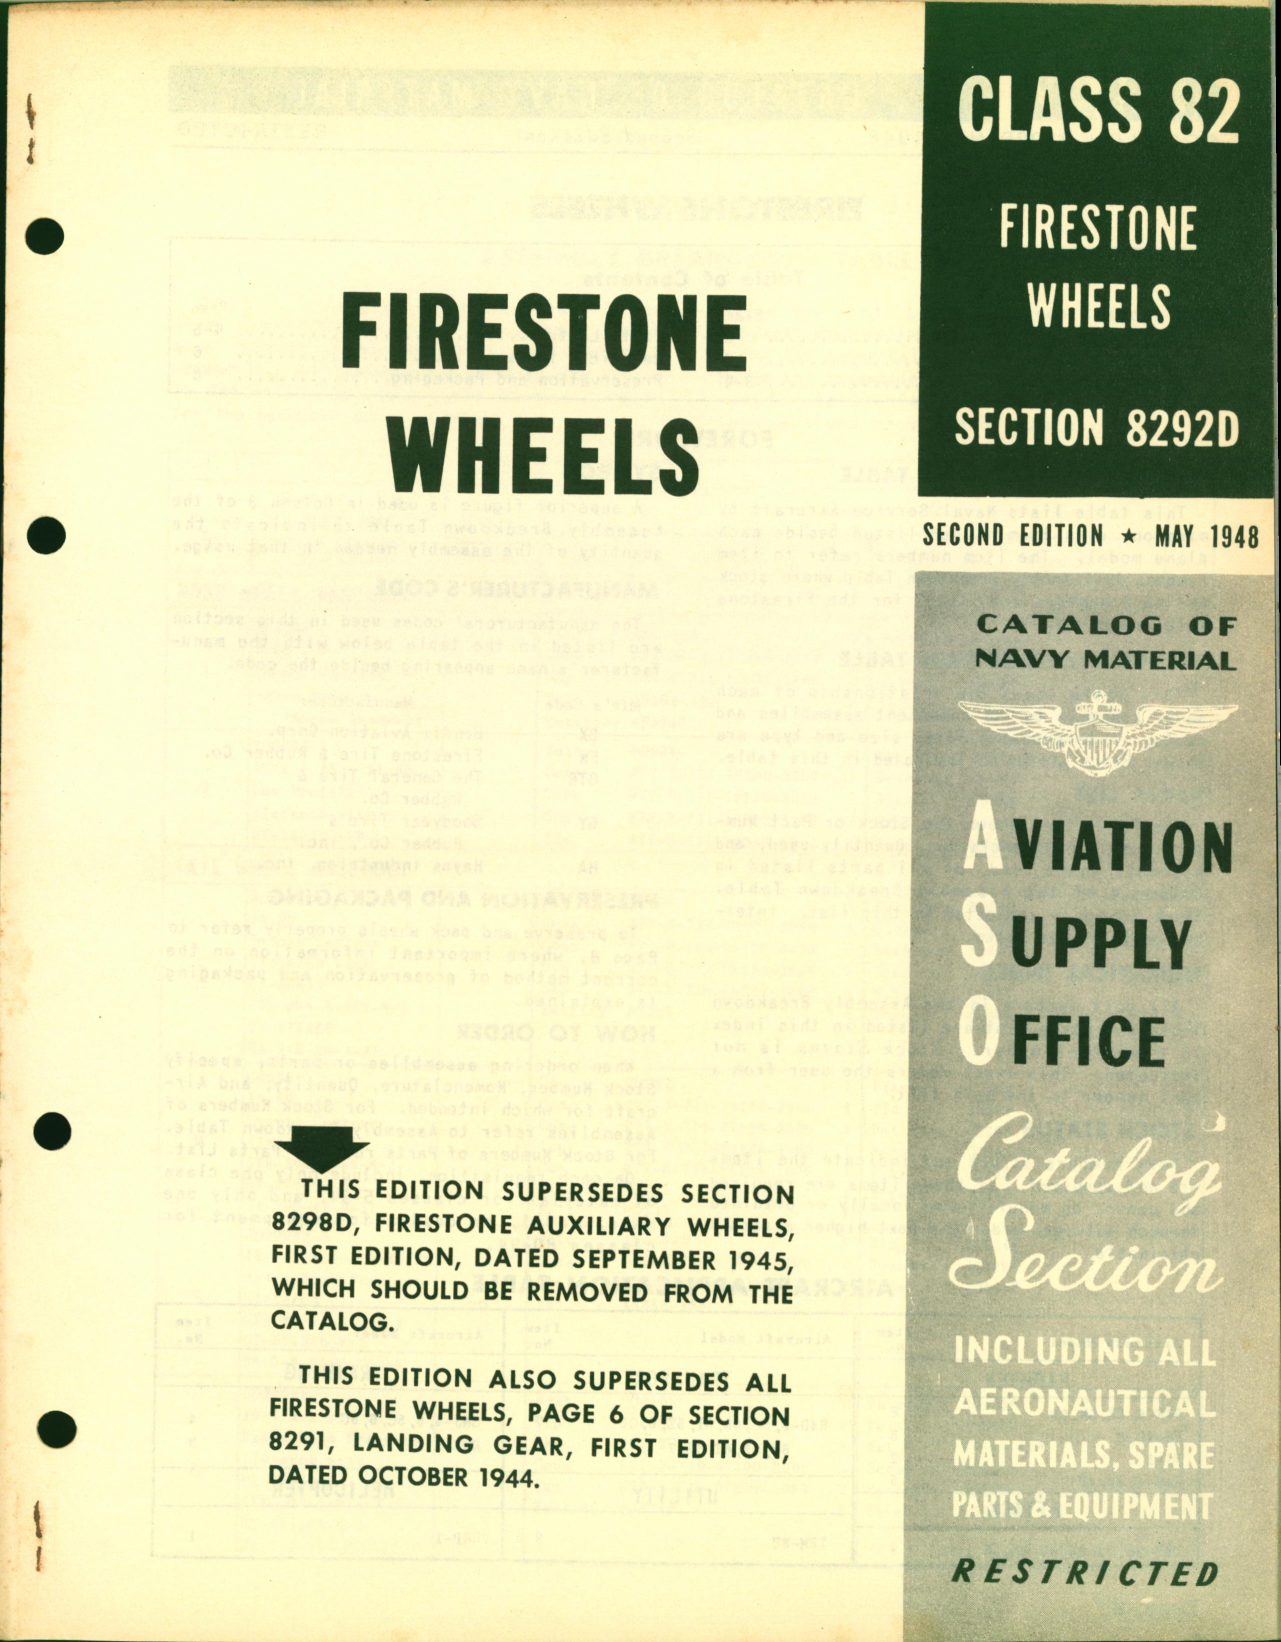 CLASS 82
FIRESTONE
WHEELS
SECTION 8292D
SECOND EDITION ★ MAY 1948
FIRESTONE
WHEELS
CATALOG OF
NAVY MATERIAL
AVIATION
SUPPLY
OFFICE
Catalog
Section
INCLUDING ALL
AERONAUTICAL
MATERIALS, SPARE
PARTS & EQUIPMENT
RESTRICTED
THIS EDITION SUPERSEDES SECTION
8298D, FIRESTONE AUXILIARY WHEELS,
FIRST EDITION, DATED SEPTEMBER 1945,
WHICH SHOULD BE REMOVED FROM THE
CATALOG.
THIS EDITION ALSO SUPERSEDES ALL
FIRESTONE WHEELS, PAGE 6 OF SECTION
8291, LANDING GEAR, FIRST EDITION,
DATED OCTOBER 1944.